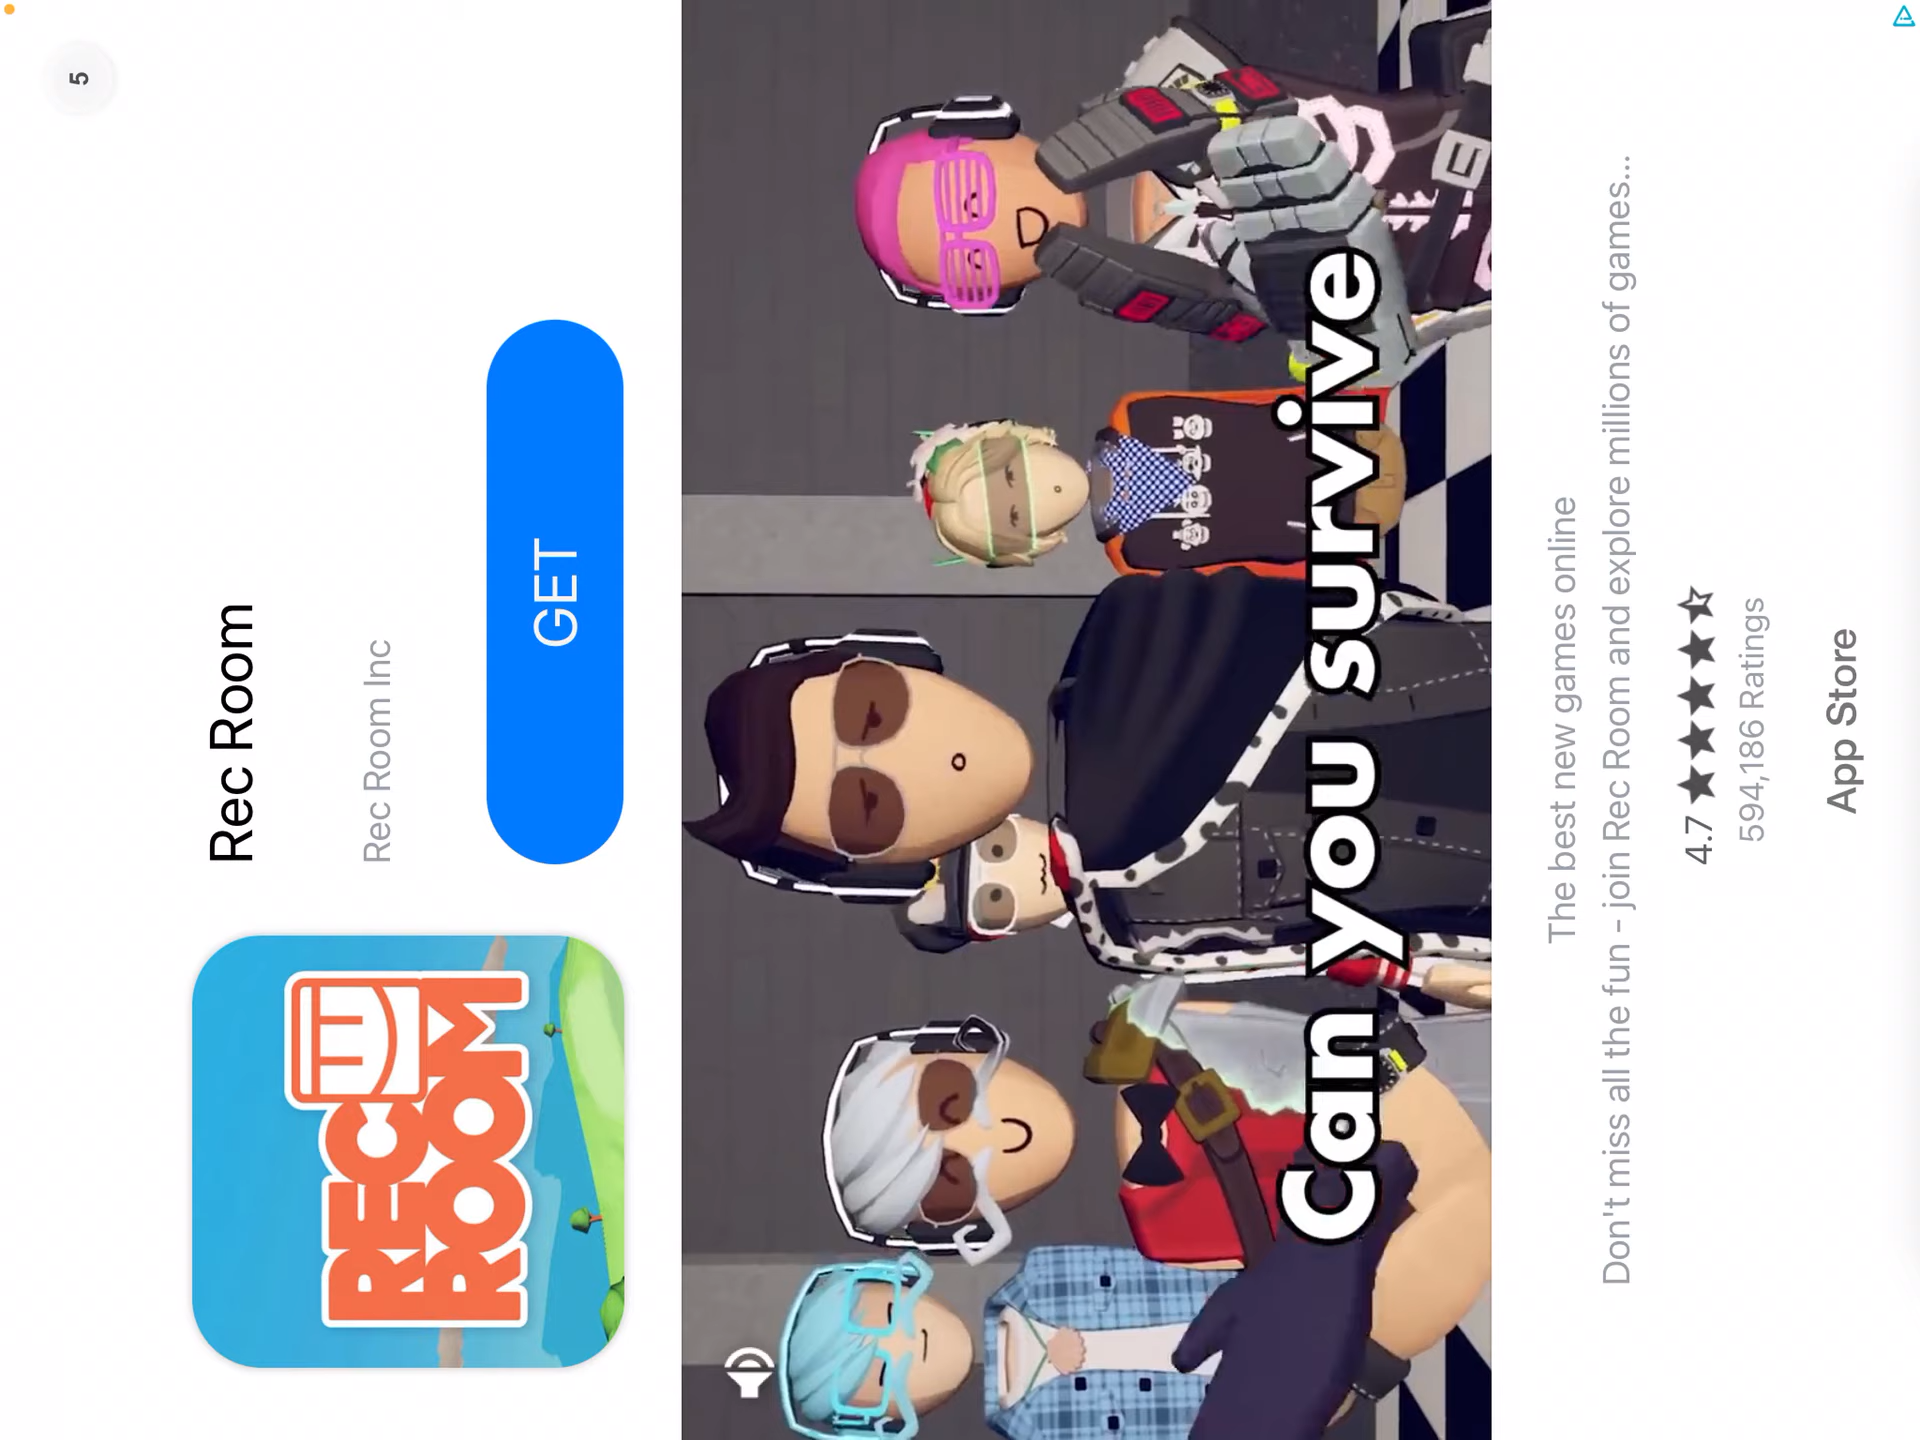 5
REC
ROOM
Rec Room
Rec Room Inc
GET
Can you survive
The best new games online
Don't miss all the fun - join Rec Room and explore millions of games...
4.7
594,186 Ratings
App Store